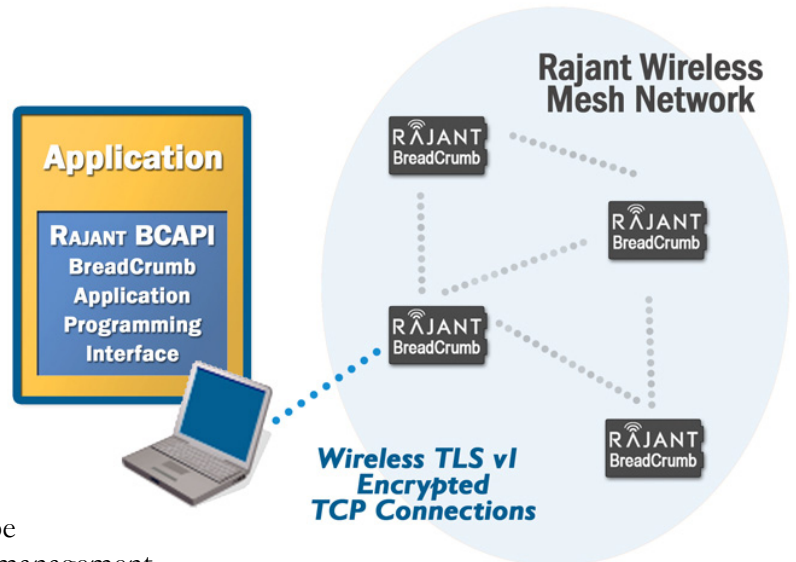 Rajant Wireless
Mesh Network
Application
RAJANT BCAPI
BreadCrumb
Application
Programming
Interface
RAJANT
BreadCrumb
RAJANT
BreadCrumb
RAJANT
BreadCrumb
RAJANT
BreadCrumb
Wireless TLS v1
Encrypted
TCP Connections
management